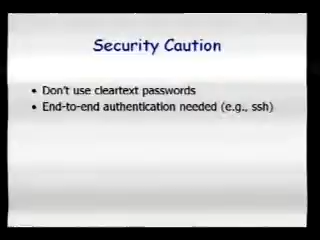 Security Caution
• Don't use cleartext passwords
• End-to-end authentication needed (e.g., ssh)